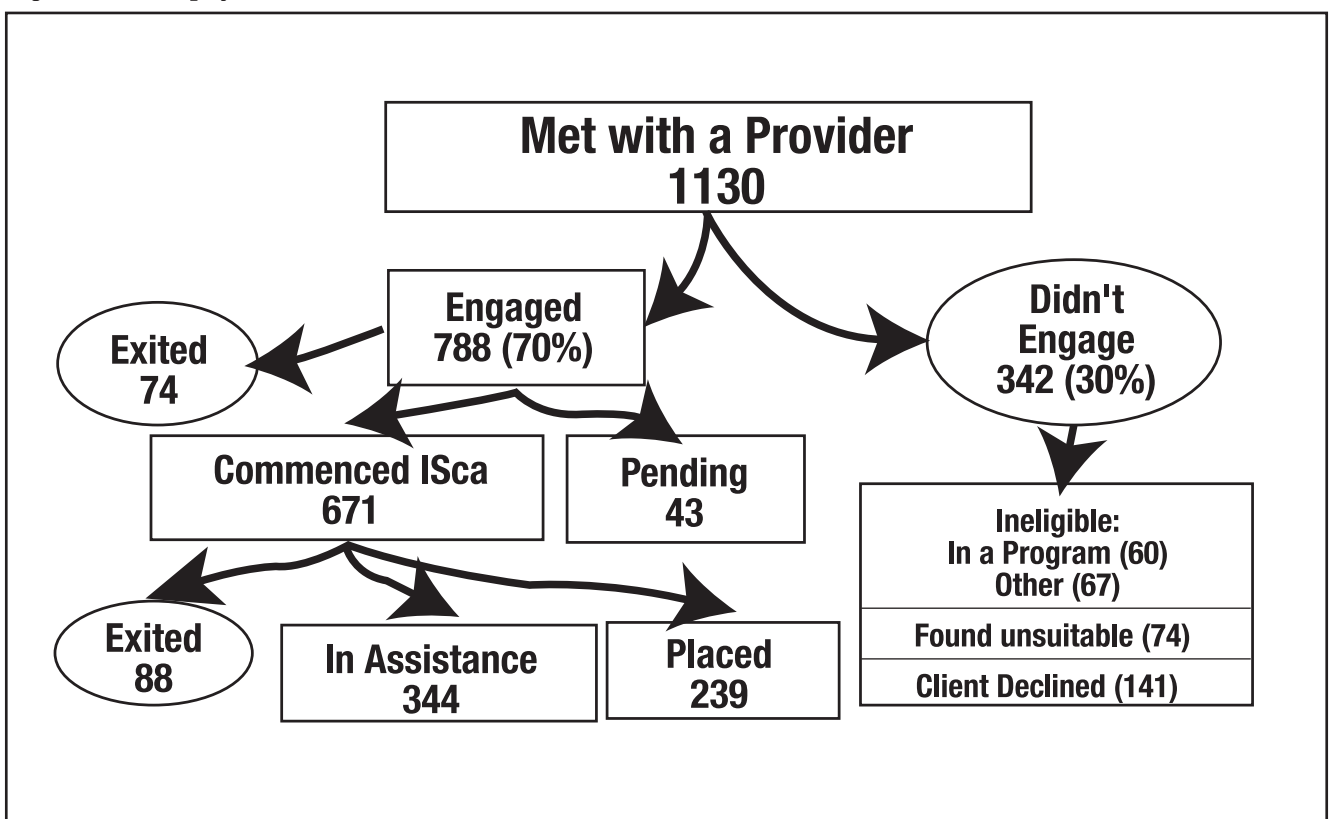 Met with a Provider
1130
Engaged
788 (70%)
Didn't
Engage
342 (30%)
Exited
74
Commenced ISca
671
Pending
43
Ineligible:
In a Program (60)
Other (67)
Found unsuitable (74)
Client Declined (141)
Exited
88
In Assistance
344
Placed
239